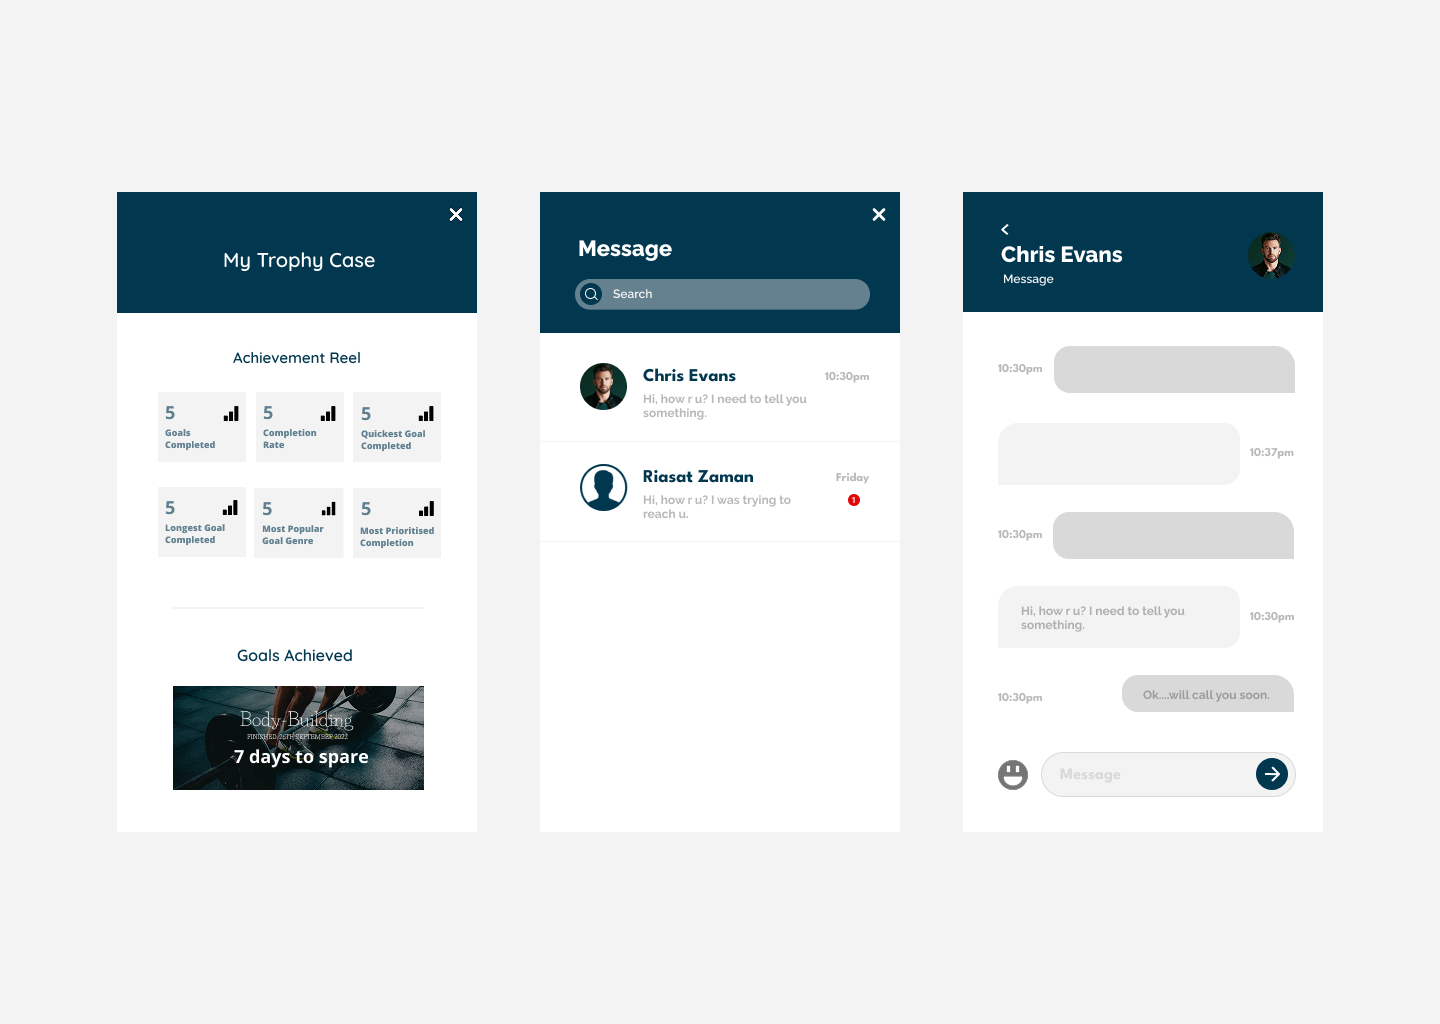 My Trophy Case
Achievement Reel
5
Goals
Completed
5
Completion
Rate
5
Quickest Goal
Completed
5
Longest Goal
Completed
5
Most Popular
Goal Genre
5
Most Prioritised
Completion
Goals Achieved
Body-Building
FINISHED: 25TH SEPTEMBER 2022
7 days to spare
Message
Search
Chris Evans
10:30pm
Hi, how r u? I need to tell you
something.
Riasat Zaman
Friday
Hi, how r u? I was trying to
reach u.
1
Chris Evans
Message
10:30pm
10:37pm
10:30pm
Hi, how r u? I need to tell you
something.
10:30pm
10:30pm
Ok....will call you soon.
Message